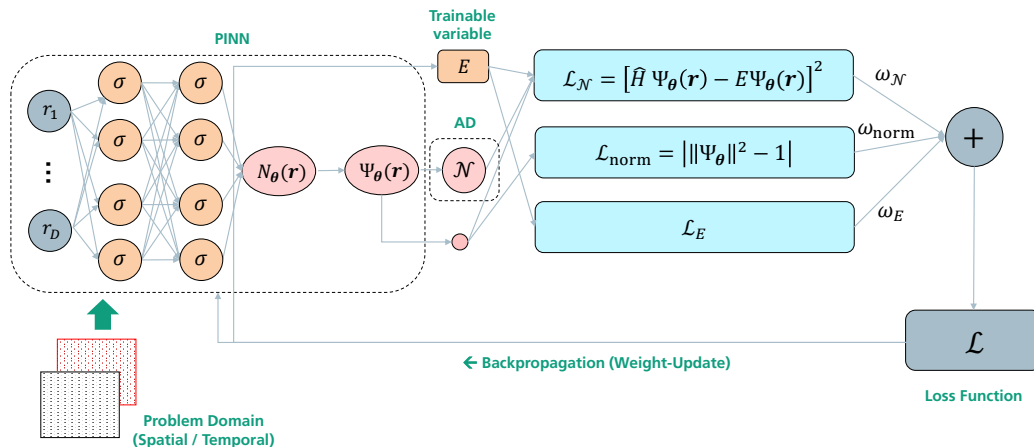 PINN
Trainable
variable
AD
r₁
⋮
r_D
σ
σ
σ
σ
σ
σ
σ
σ
N_𝜽(𝒓)
Ψ_𝜽(𝒓)
E
𝒩
ℒ_𝒩 = [Ĥ Ψ_𝜽(𝒓) − EΨ_𝜽(𝒓)]²
ℒ_norm = |‖Ψ_𝜽‖² − 1|
ℒ_E
ω_𝒩
ω_norm
ω_E
+
ℒ
Loss Function
← Backpropagation (Weight-Update)
Problem Domain
(Spatial / Temporal)